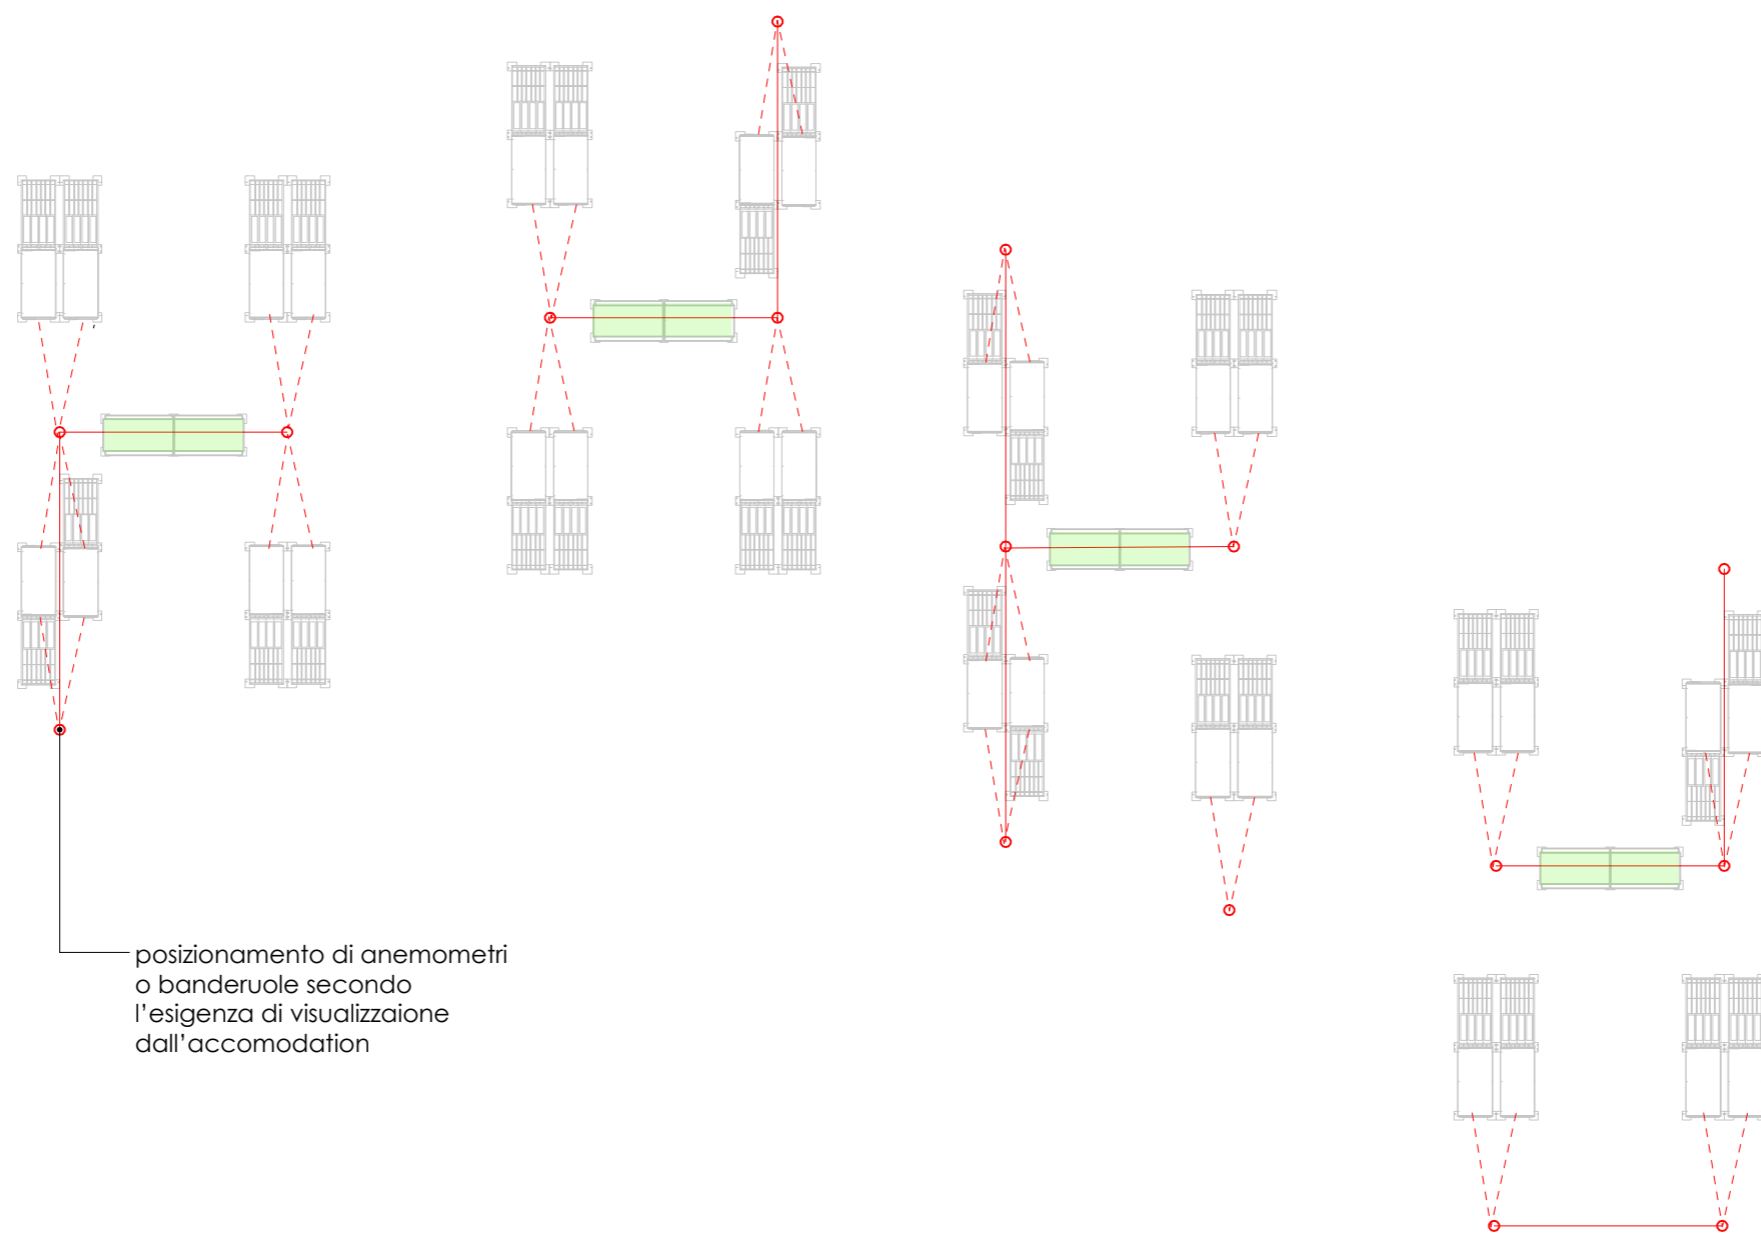 posizionamento di anemometri
o banderuole secondo
l'esigenza di visualizzaione
dall'accomodation